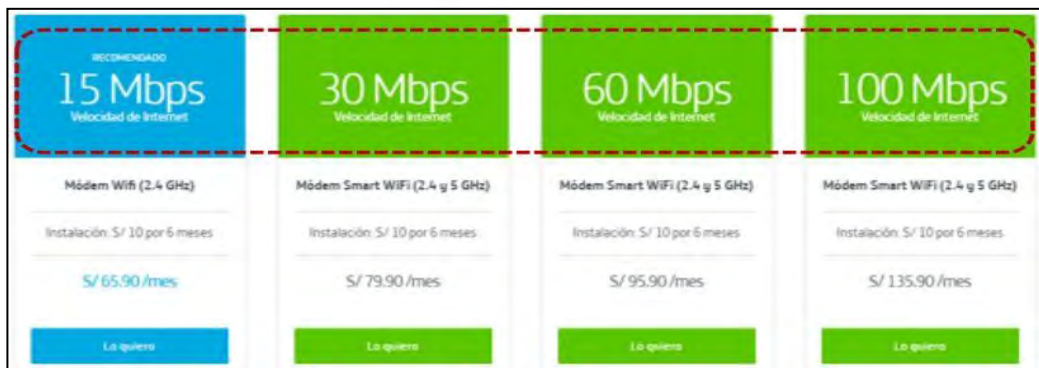 RECOMENDADO
15 Mbps
Velocidad de Internet
30 Mbps
Velocidad de Internet
60 Mbps
Velocidad de Internet
100 Mbps
Velocidad de Internet
Módem Wifi (2.4 GHz)
Módem Smart WiFi (2.4 y 5 GHz)
Módem Smart WiFi (2.4 y 5 GHz)
Módem Smart WiFi (2.4 y 5 GHz)
Instalación: S/ 10 por 6 meses
Instalación: S/ 10 por 6 meses
Instalación: S/ 10 por 6 meses
Instalación: S/ 10 por 6 meses
S/ 65.90 /mes
S/ 79.90 /mes
S/ 95.90 /mes
S/ 135.90 /mes
Lo quiero
Lo quiero
Lo quiero
Lo quiero